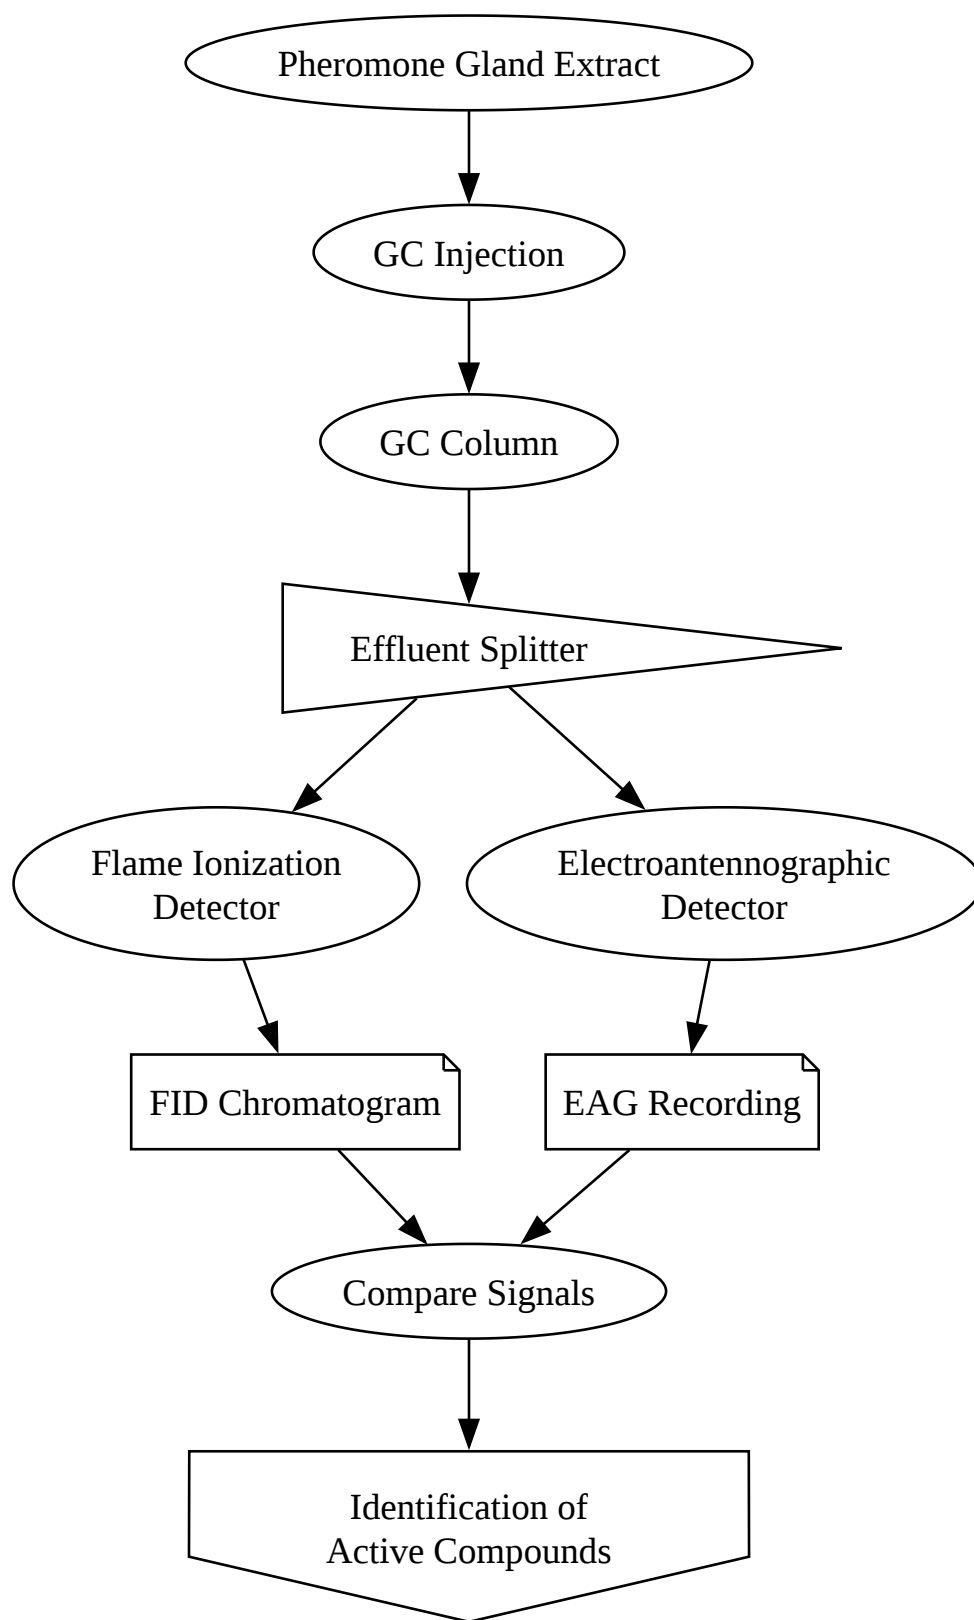 Pheromone Gland Extract
GC Injection
GC Column
Effluent Splitter
Flame Ionization
Detector
Electroantennographic
Detector
FID Chromatogram
EAG Recording
Compare Signals
Identification of
Active Compounds